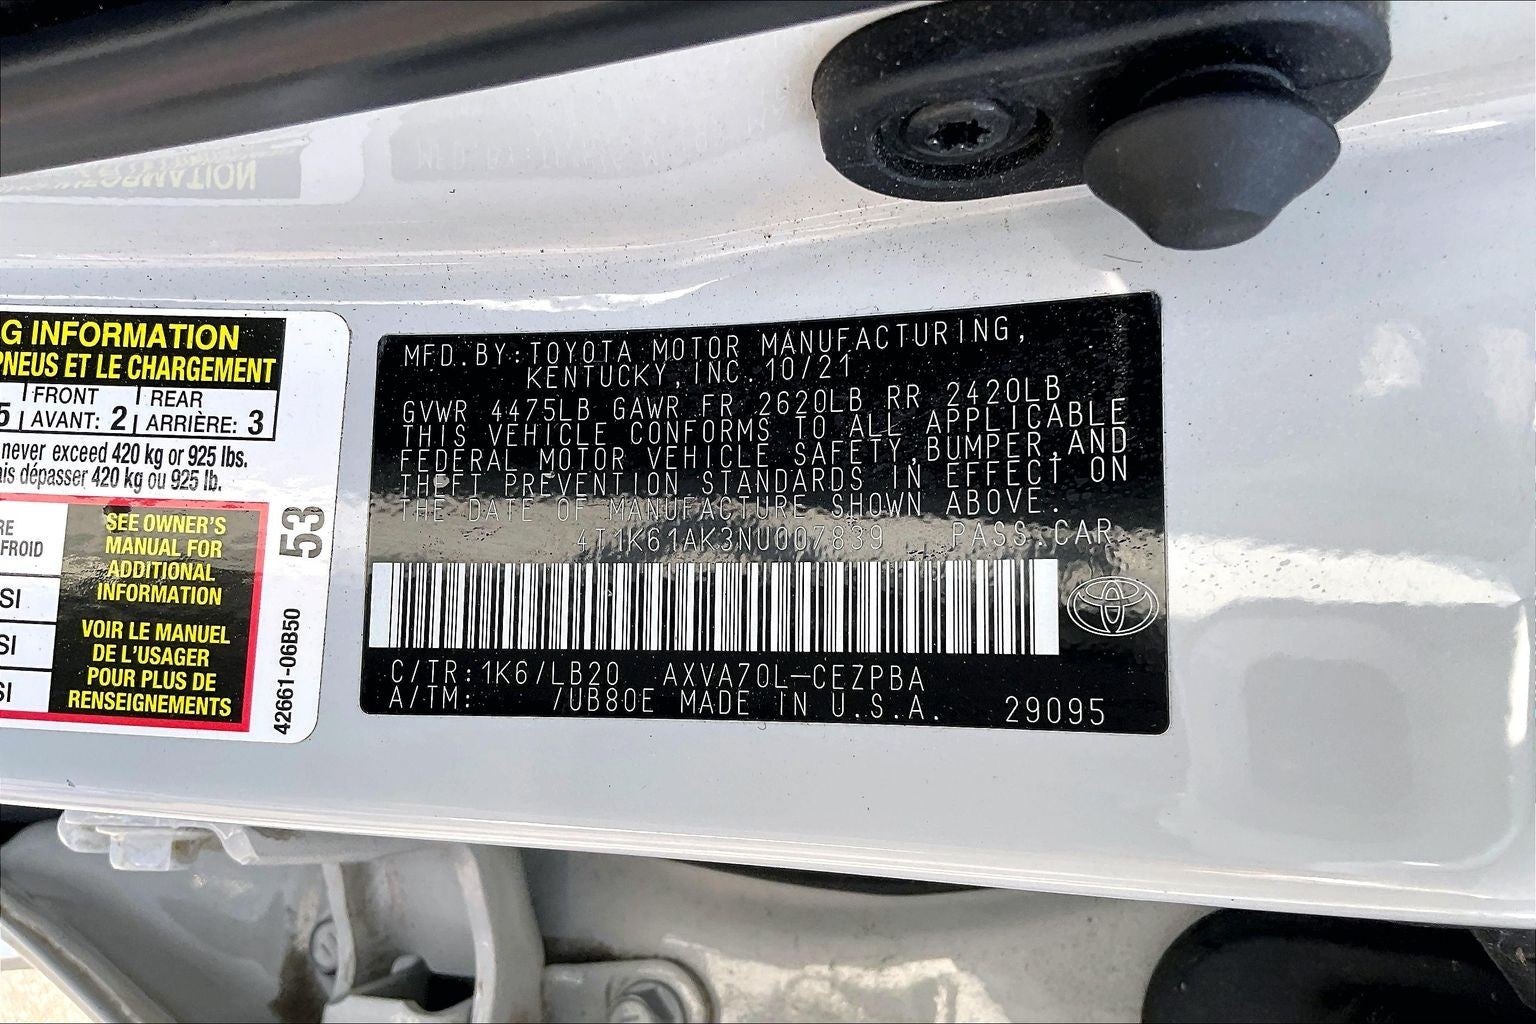 G INFORMATION
PNEUS ET LE CHARGEMENT
5 FRONT AVANT: 2 REAR ARRIÈRE: 3
never exceed 420 kg or 925 lbs.
dépasser 420 kg ou 925 lb.
FROID
SEE OWNER'S
MANUAL FOR
ADDITIONAL
INFORMATION
VOIR LE MANUEL
DE L'USAGER
POUR PLUS DE
RENSEIGNEMENTS
SI
SI
SI
53
42661-06B50
MFD. BY: TOYOTA MOTOR MANUFACTURING,
KENTUCKY, INC. 10/21
GVWR 4475LB GAWR FR 2620LB RR 2420LB
THIS VEHICLE CONFORMS TO ALL APPLICABLE
FEDERAL MOTOR VEHICLE SAFETY, BUMPER, AND
THEFT PREVENTION STANDARDS IN EFFECT ON
THE DATE OF MANUFACTURE SHOWN ABOVE.
4T1K61AK3NU007839 PASS.CAR
C/TR: 1K6/LB20 AXVA70L-CEZPBA
A/TM: /UB80E MADE IN U.S.A. 29095